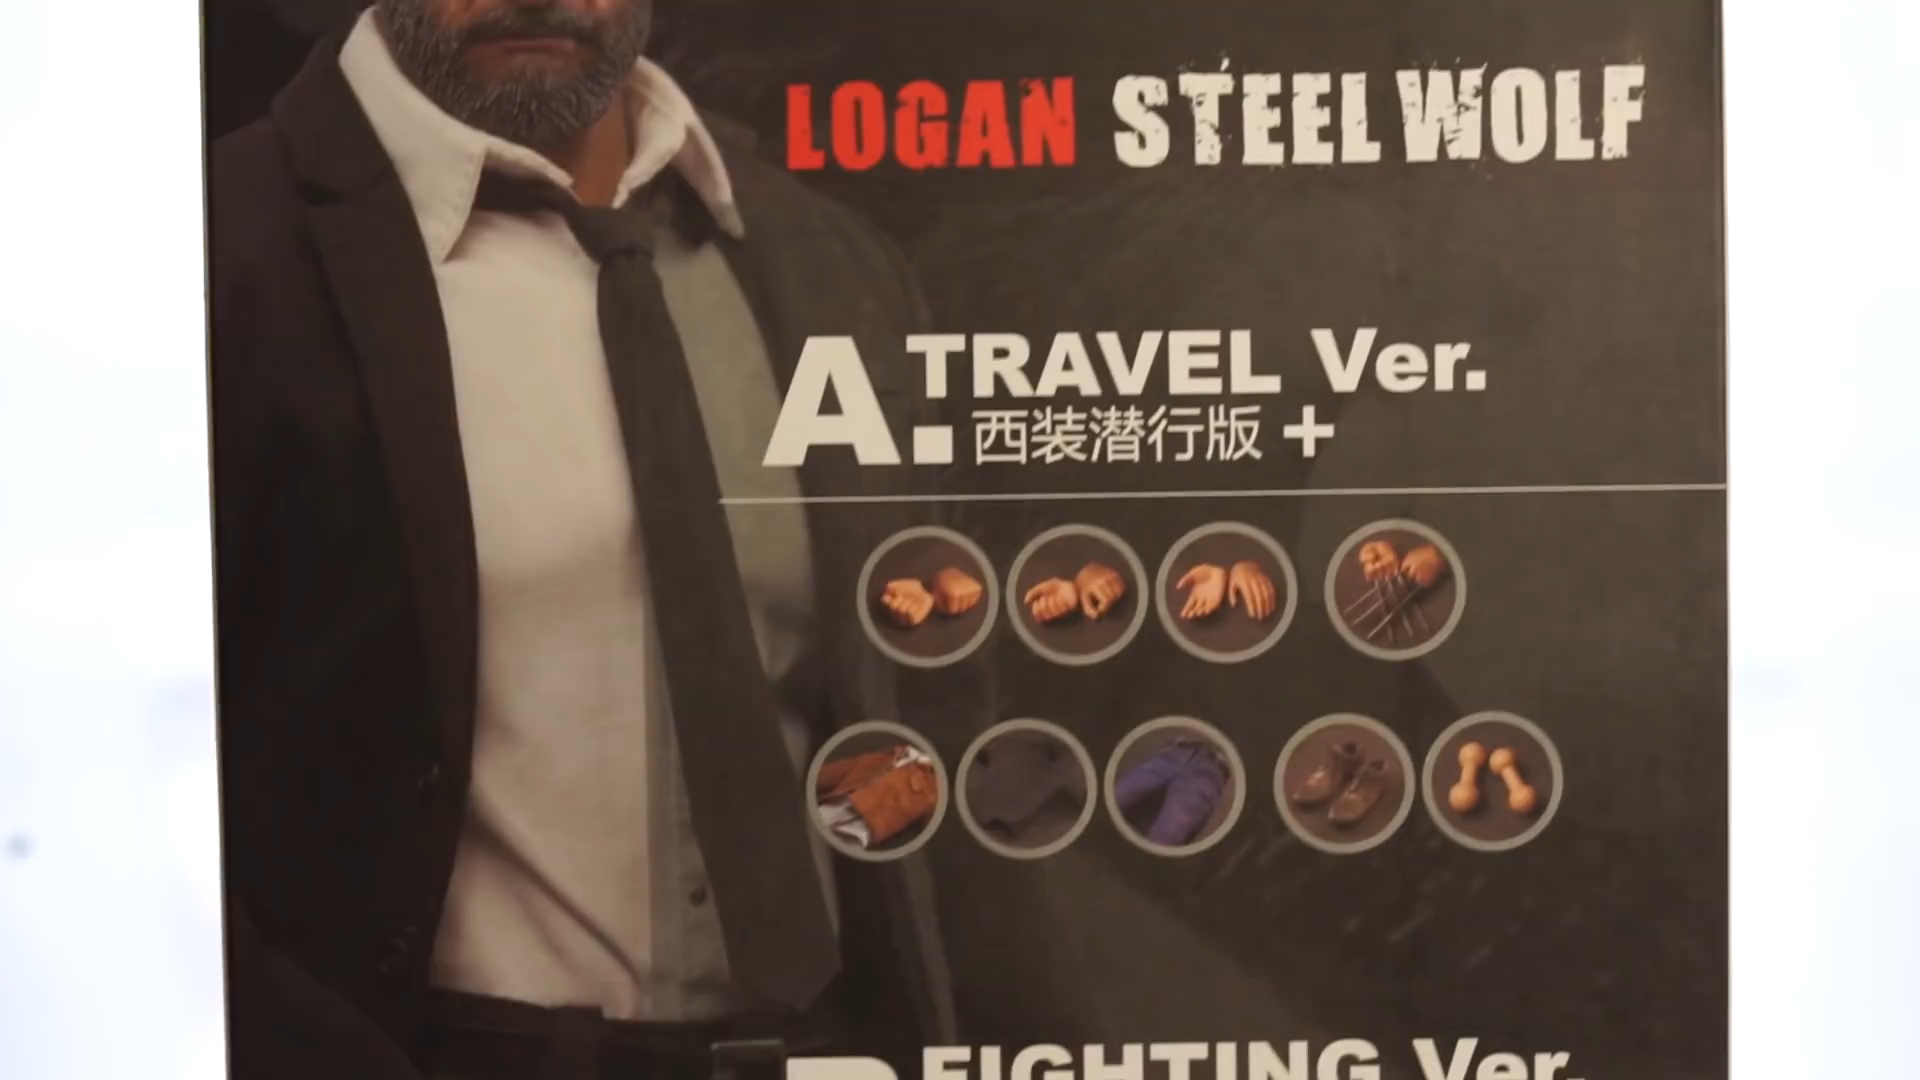 LOGAN STEEL WOLF
A. TRAVEL Ver.
西装潜行版 +
FIGHTING Ver.